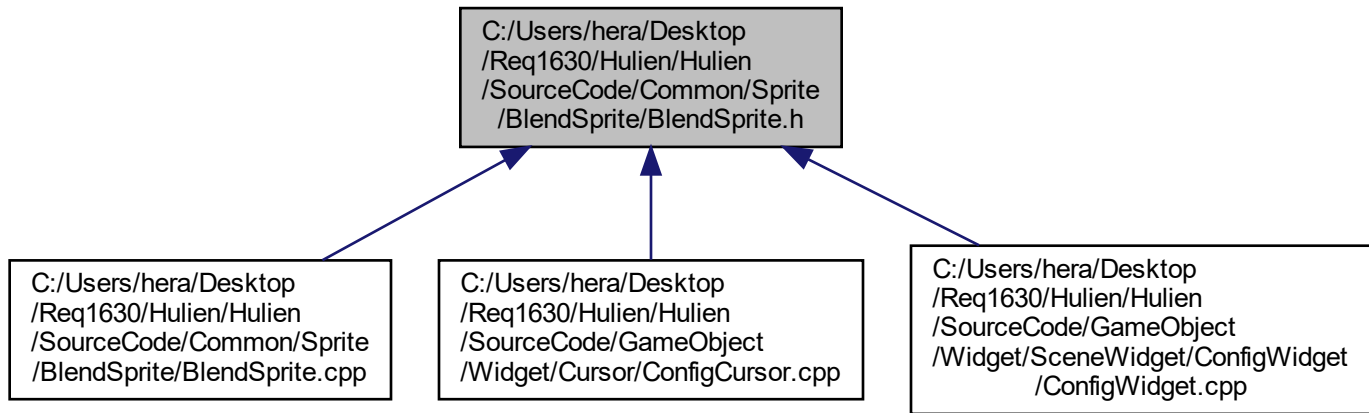 C:/Users/hera/Desktop
/Req1630/Hulien/Hulien
/SourceCode/Common/Sprite
/BlendSprite/BlendSprite.h
C:/Users/hera/Desktop
/Req1630/Hulien/Hulien
/SourceCode/Common/Sprite
/BlendSprite/BlendSprite.cpp
C:/Users/hera/Desktop
/Req1630/Hulien/Hulien
/SourceCode/GameObject
/Widget/Cursor/ConfigCursor.cpp
C:/Users/hera/Desktop
/Req1630/Hulien/Hulien
/SourceCode/GameObject
/Widget/SceneWidget/ConfigWidget
/ConfigWidget.cpp